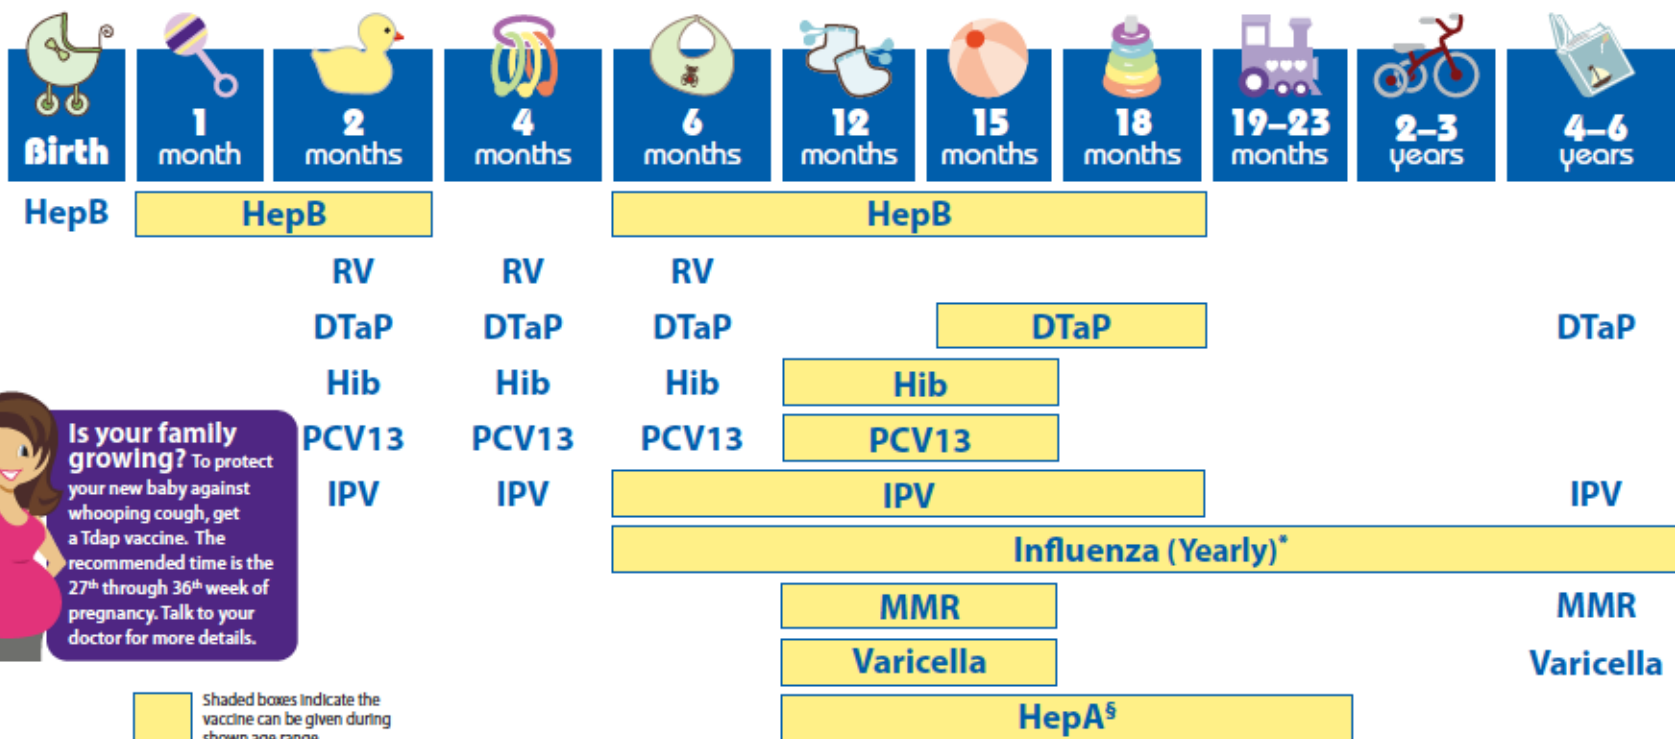 Birth
1
month
2
months
4
months
6
months
12
months
15
months
18
months
19–23
months
2–3
years
4–6
years
HepB HepB HepB
RV RV RV
DTaP DTaP DTaP DTaP DTaP
Hib Hib Hib Hib
PCV13 PCV13 PCV13 PCV13
IPV IPV IPV IPV
Influenza (Yearly)*
MMR MMR
Varicella Varicella
HepA§
Is your family
growing? To protect
your new baby against
whooping cough, get
a Tdap vaccine. The
recommended time is the
27th through 36th week of
pregnancy. Talk to your
doctor for more details.
Shaded boxes indicate the
vaccine can be given during
shown age range